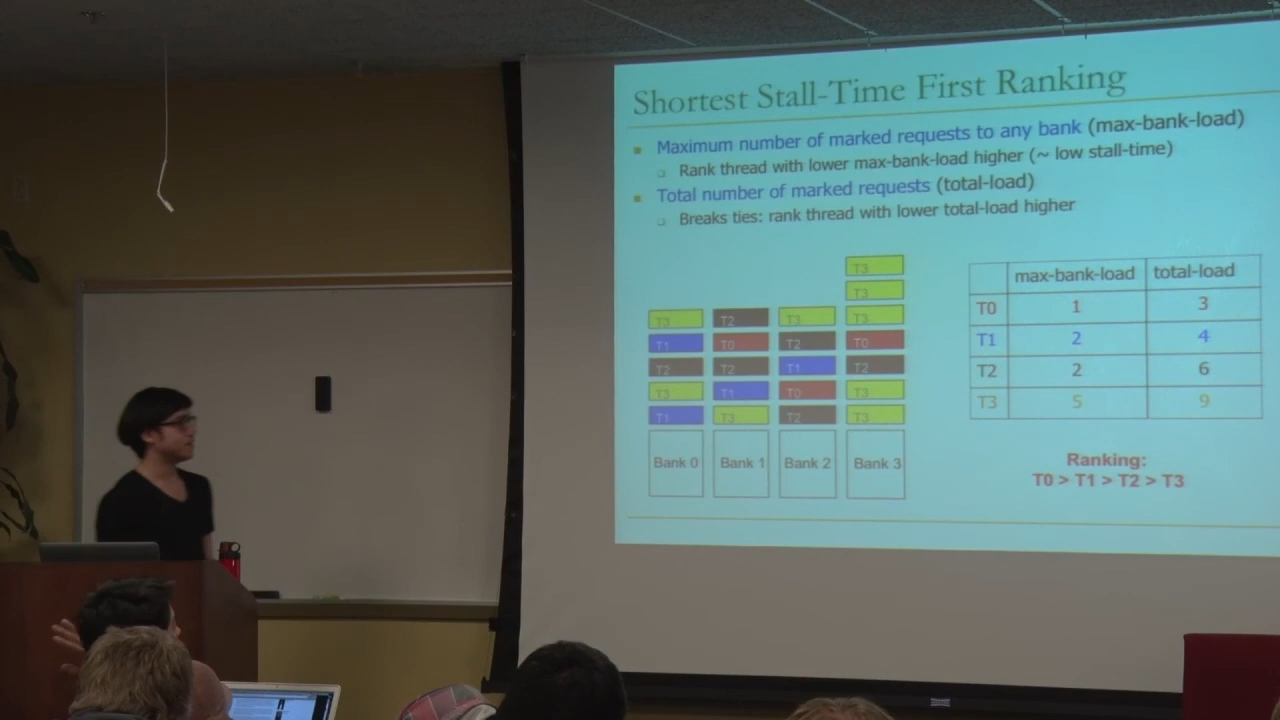 Shortest Stall-Time First Ranking
Maximum number of marked requests to any bank (max-bank-load)
Rank thread with lower max-bank-load higher (~ low stall-time)
Total number of marked requests (total-load)
Breaks ties: rank thread with lower total-load higher
T3
T3
T3 T2 T3 T3
T1 T0 T2 T0
T2 T2 T1 T2
T3 T1 T0 T3
T1 T3 T2 T3
Bank 0 Bank 1 Bank 2 Bank 3
max-bank-load total-load
T0 1 3
T1 2 4
T2 2 6
T3 5 9
Ranking:
T0 > T1 > T2 > T3